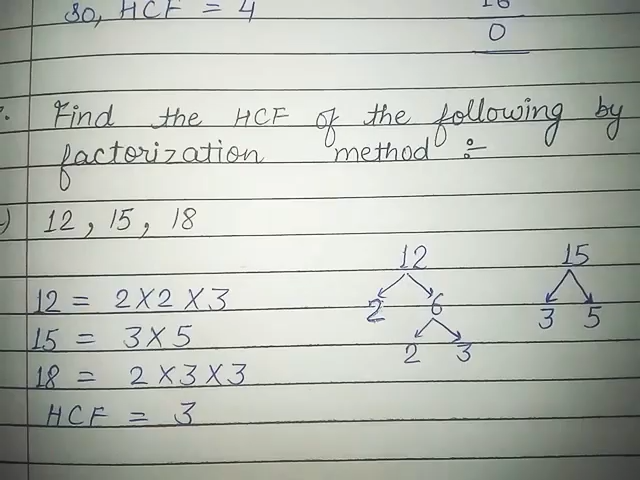 So, HCF = 4
16
0
Find the HCF of the following by
factorization method ÷
12, 15, 18
12
15
2
6
3
5
2
3
12 = 2×2×3
15 = 3×5
18 = 2×3×3
HCF = 3